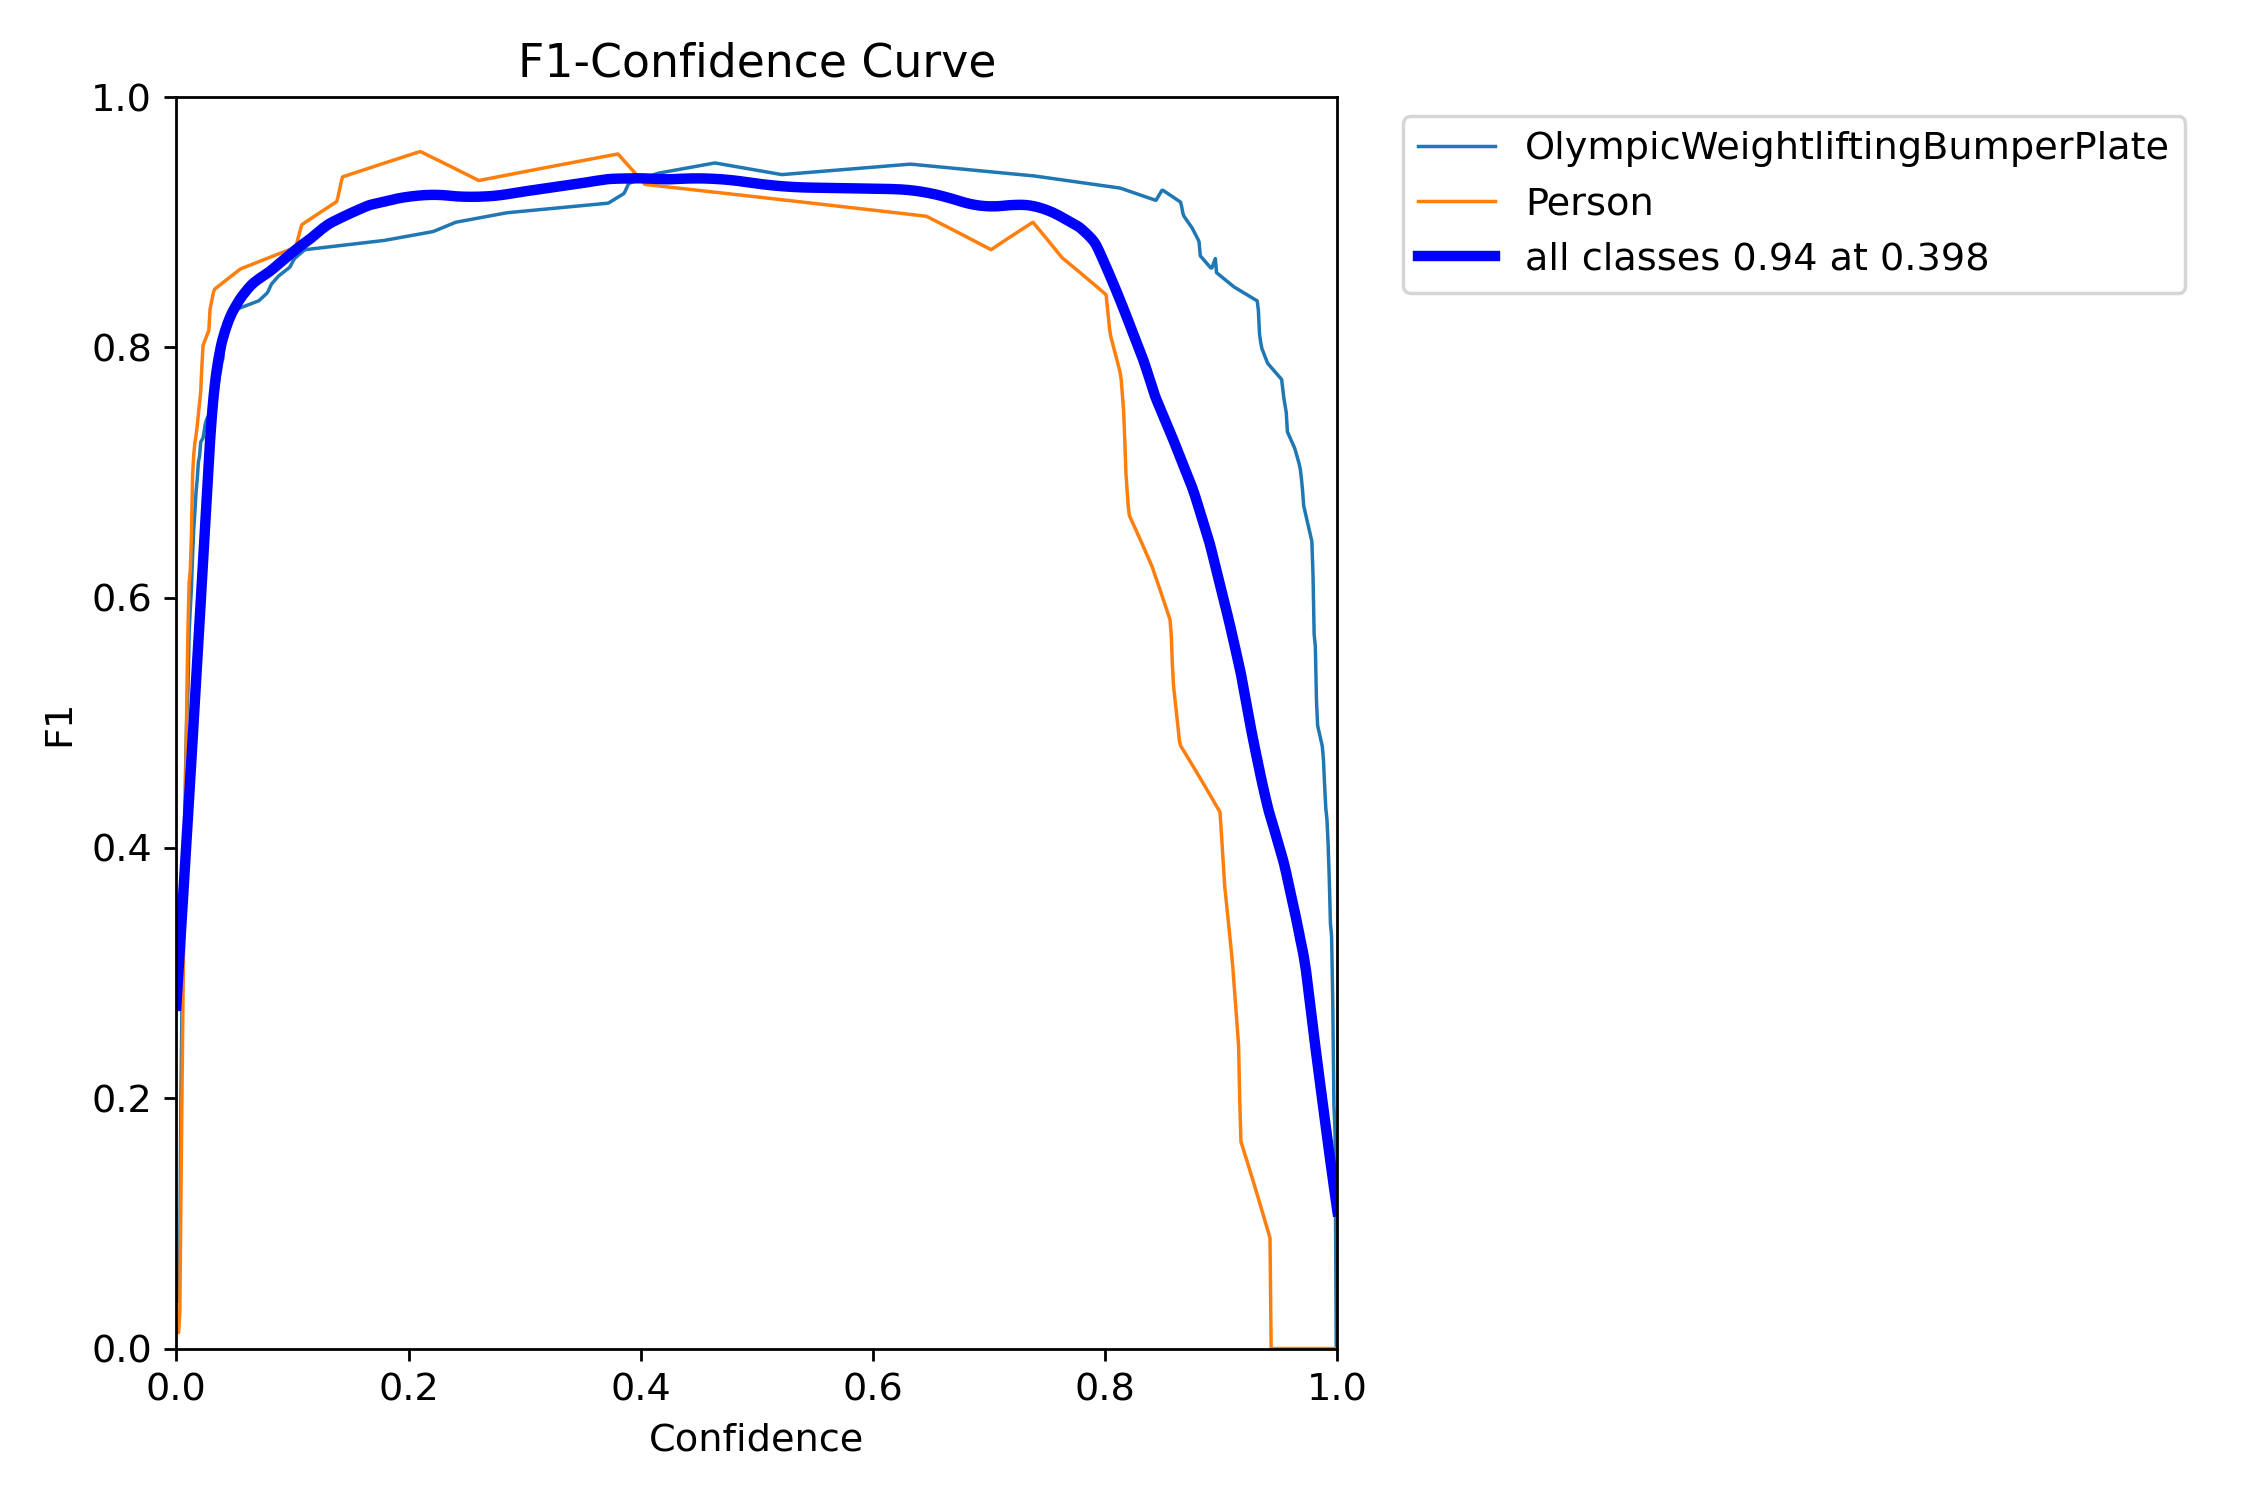 F1-Confidence Curve
1.0
0.8
0.6
0.4
0.2
0.0
F1
0.0 0.2 0.4 0.6 0.8 1.0
Confidence
OlympicWeightliftingBumperPlate
Person
all classes 0.94 at 0.398